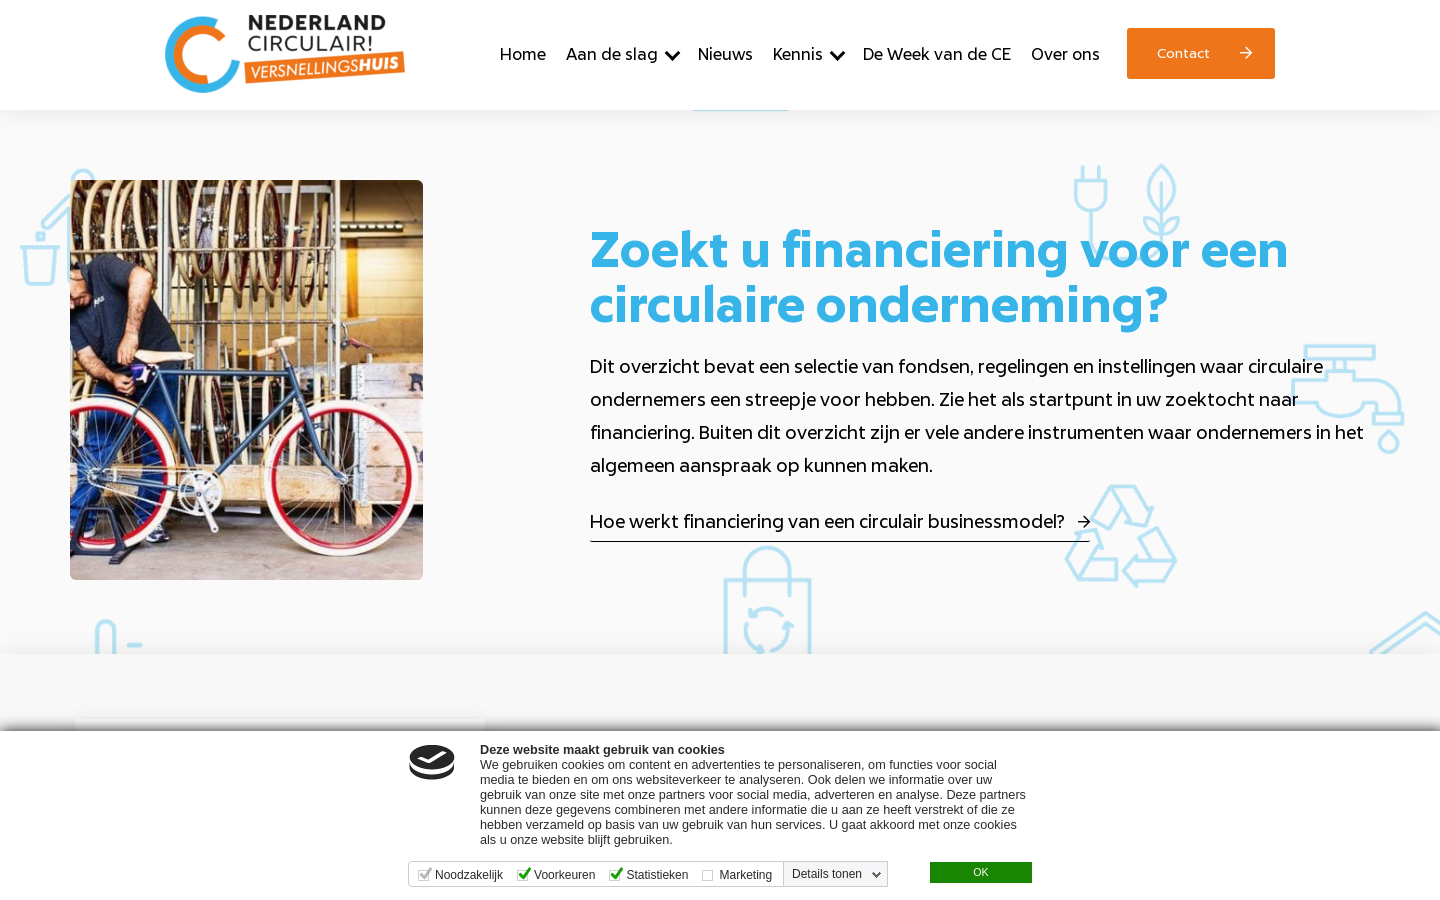 NEDERLAND
CIRCULAIR!
VERSNELLINGSHUIS
Home
Aan de slag
Nieuws
Kennis
De Week van de CE
Over ons
Contact
Zoekt u financiering voor een
circulaire onderneming?
Dit overzicht bevat een selectie van fondsen, regelingen en instellingen waar circulaire
ondernemers een streepje voor hebben. Zie het als startpunt in uw zoektocht naar
financiering. Buiten dit overzicht zijn er vele andere instrumenten waar ondernemers in het
algemeen aanspraak op kunnen maken.
Hoe werkt financiering van een circulair businessmodel?
Deze website maakt gebruik van cookies
We gebruiken cookies om content en advertenties te personaliseren, om functies voor social
media te bieden en om ons websiteverkeer te analyseren. Ook delen we informatie over uw
gebruik van onze site met onze partners voor social media, adverteren en analyse. Deze partners
kunnen deze gegevens combineren met andere informatie die u aan ze heeft verstrekt of die ze
hebben verzameld op basis van uw gebruik van hun services. U gaat akkoord met onze cookies
als u onze website blijft gebruiken.
Noodzakelijk
Voorkeuren
Statistieken
Marketing
Details tonen
OK